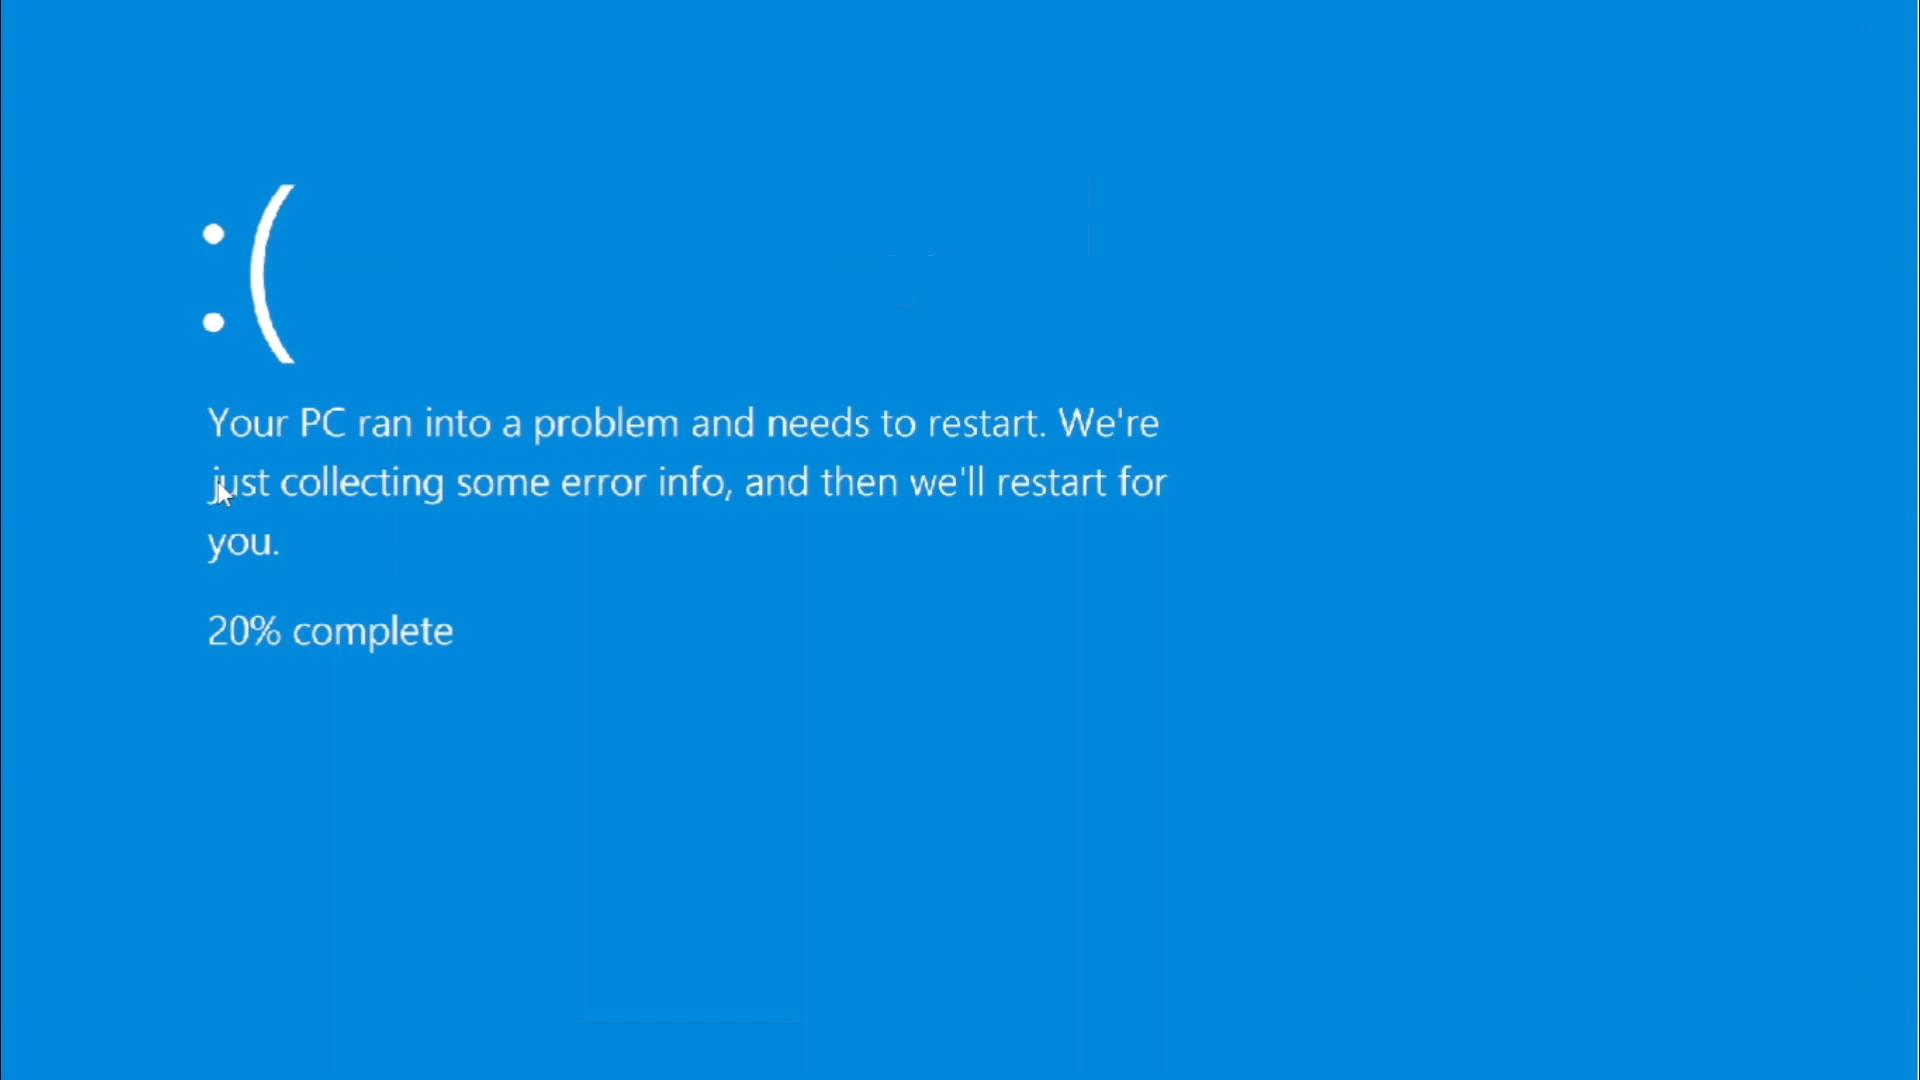 :(
Your PC ran into a problem and needs to restart. We're
just collecting some error info, and then we'll restart for
you.
20% complete